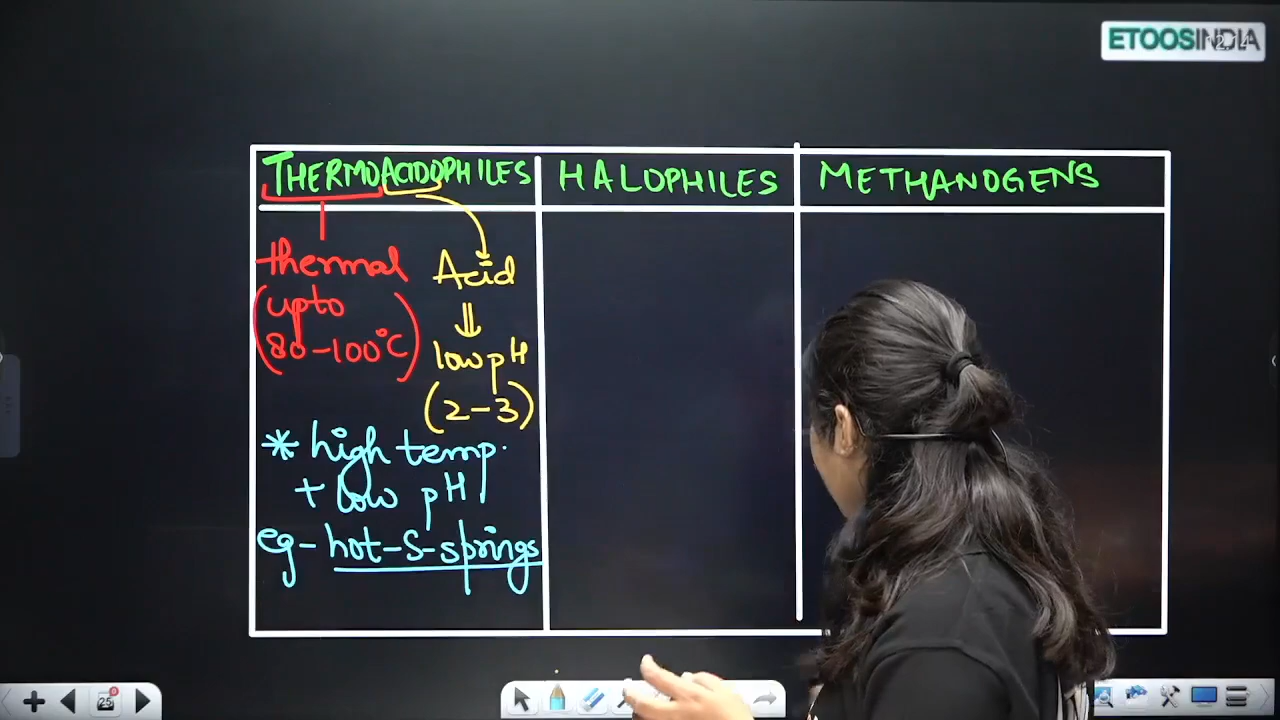 ETOOSINDIA
THERMOACIDOPHILES HALOPHILES METHANOGENS
thermal
(upto
80-100°C)
Acid
⇓
low pH
(2-3)
* high temp.
+ low pH
eg- hot-S-springs
25